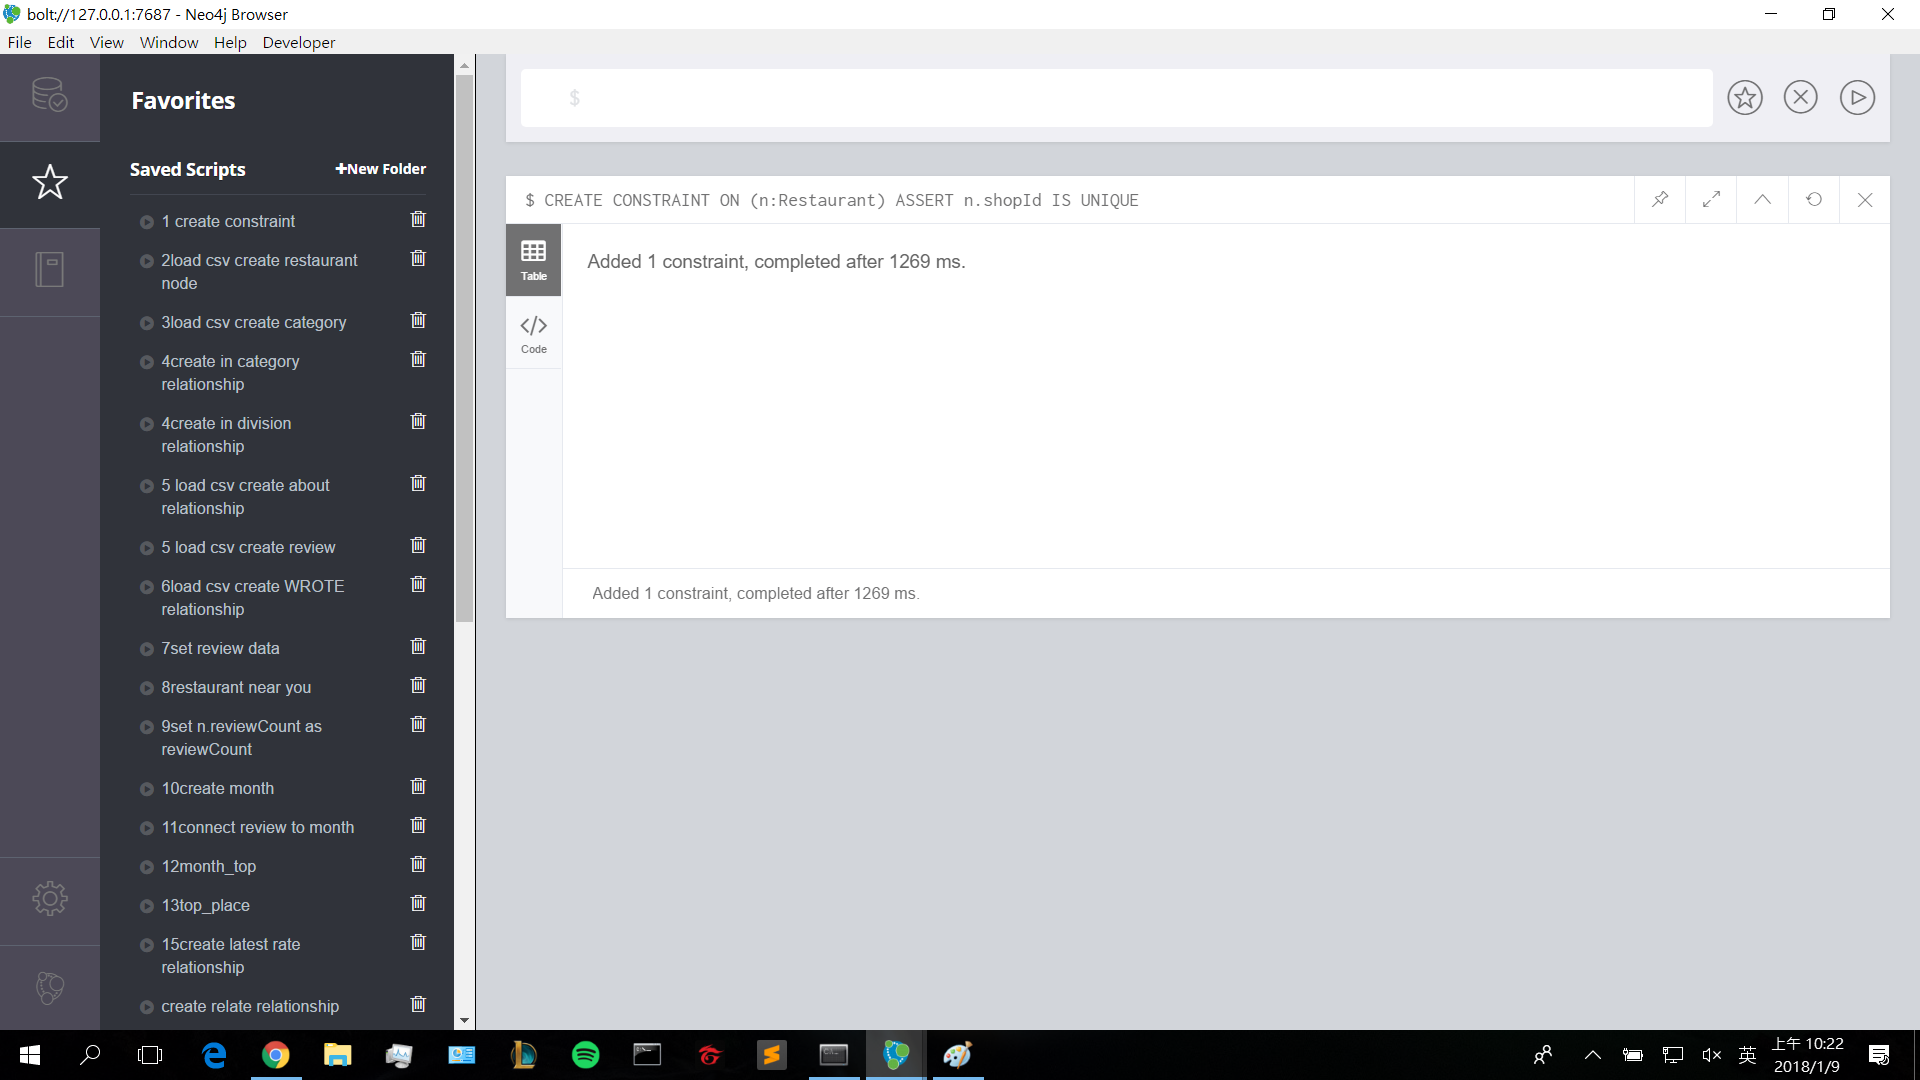 bolt://127.0.0.1:7687 - Neo4j Browser
File Edit View Window Help Developer
Favorites
Saved Scripts
+New Folder
1 create constraint
2load csv create restaurant
node
3load csv create category
4create in category
relationship
4create in division
relationship
5 load csv create about
relationship
5 load csv create review
6load csv create WROTE
relationship
7set review data
8restaurant near you
9set n.reviewCount as
reviewCount
10create month
11connect review to month
12month_top
13top_place
15create latest rate
relationship
create relate relationship
$
$ CREATE CONSTRAINT ON (n:Restaurant) ASSERT n.shopId IS UNIQUE
Table
Code
Added 1 constraint, completed after 1269 ms.
Added 1 constraint, completed after 1269 ms.
英
上午 10:22
2018/1/9